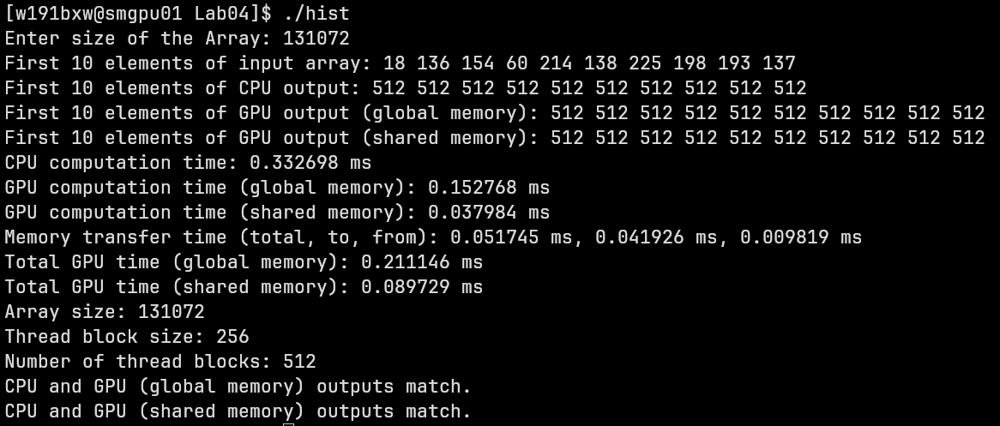 [w191bxw@smgpu01 Lab04]$ ./hist
Enter size of the Array: 131072
First 10 elements of input array: 18 136 154 60 214 138 225 198 193 137
First 10 elements of CPU output: 512 512 512 512 512 512 512 512 512 512
First 10 elements of GPU output (global memory): 512 512 512 512 512 512 512 512 512 512
First 10 elements of GPU output (shared memory): 512 512 512 512 512 512 512 512 512 512
CPU computation time: 0.332698 ms
GPU computation time (global memory): 0.152768 ms
GPU computation time (shared memory): 0.037984 ms
Memory transfer time (total, to, from): 0.051745 ms, 0.041926 ms, 0.009819 ms
Total GPU time (global memory): 0.211146 ms
Total GPU time (shared memory): 0.089729 ms
Array size: 131072
Thread block size: 256
Number of thread blocks: 512
CPU and GPU (global memory) outputs match.
CPU and GPU (shared memory) outputs match.